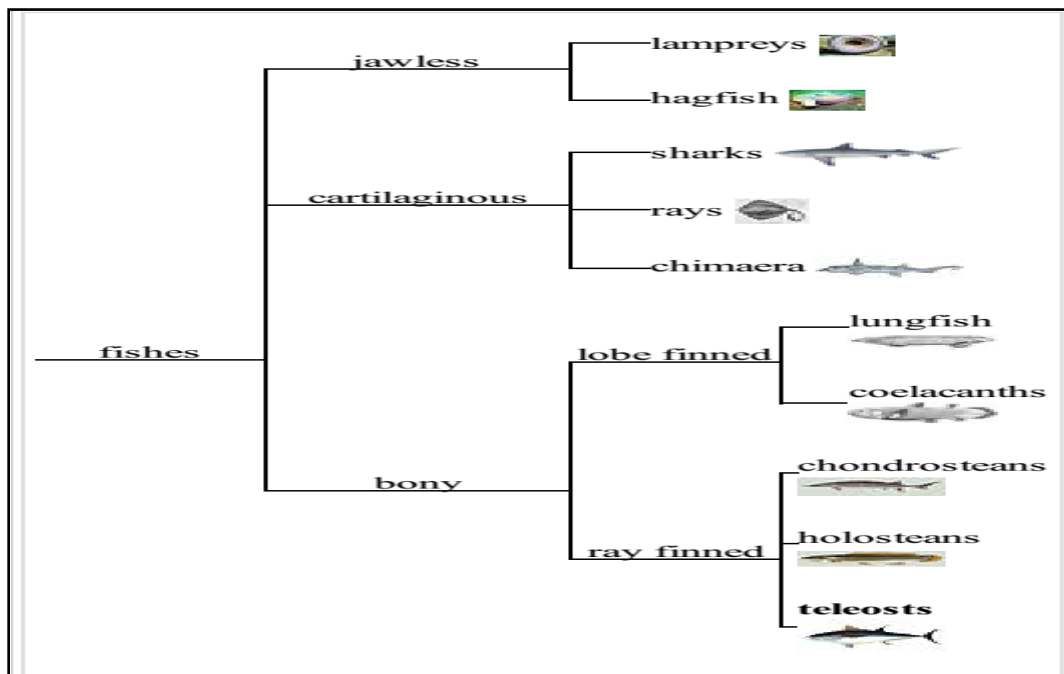 lampreys
jawless
hagfish
sharks
cartilaginous
rays
chimaera
lungfish
fishes
lobe finned
coelacanths
chondrosteans
bony
holosteans
ray finned
teleosts